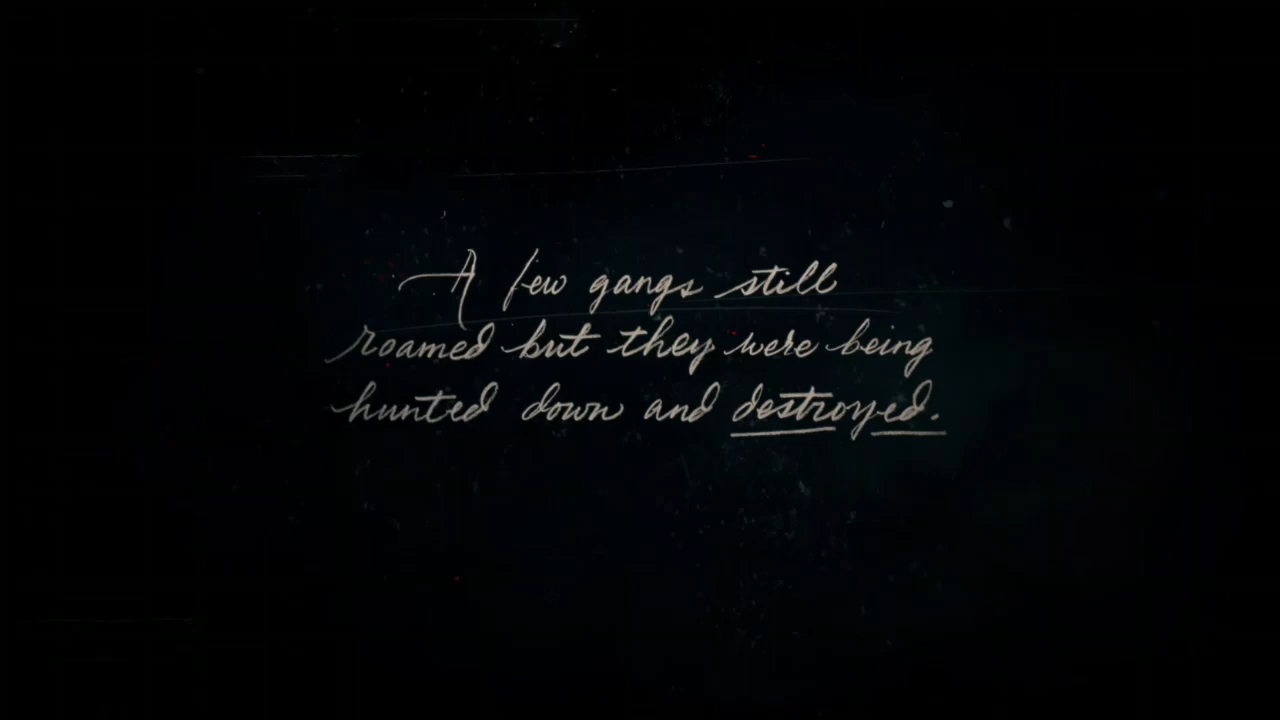 A few gangs still
roamed but they were being
hunted down and destroyed.